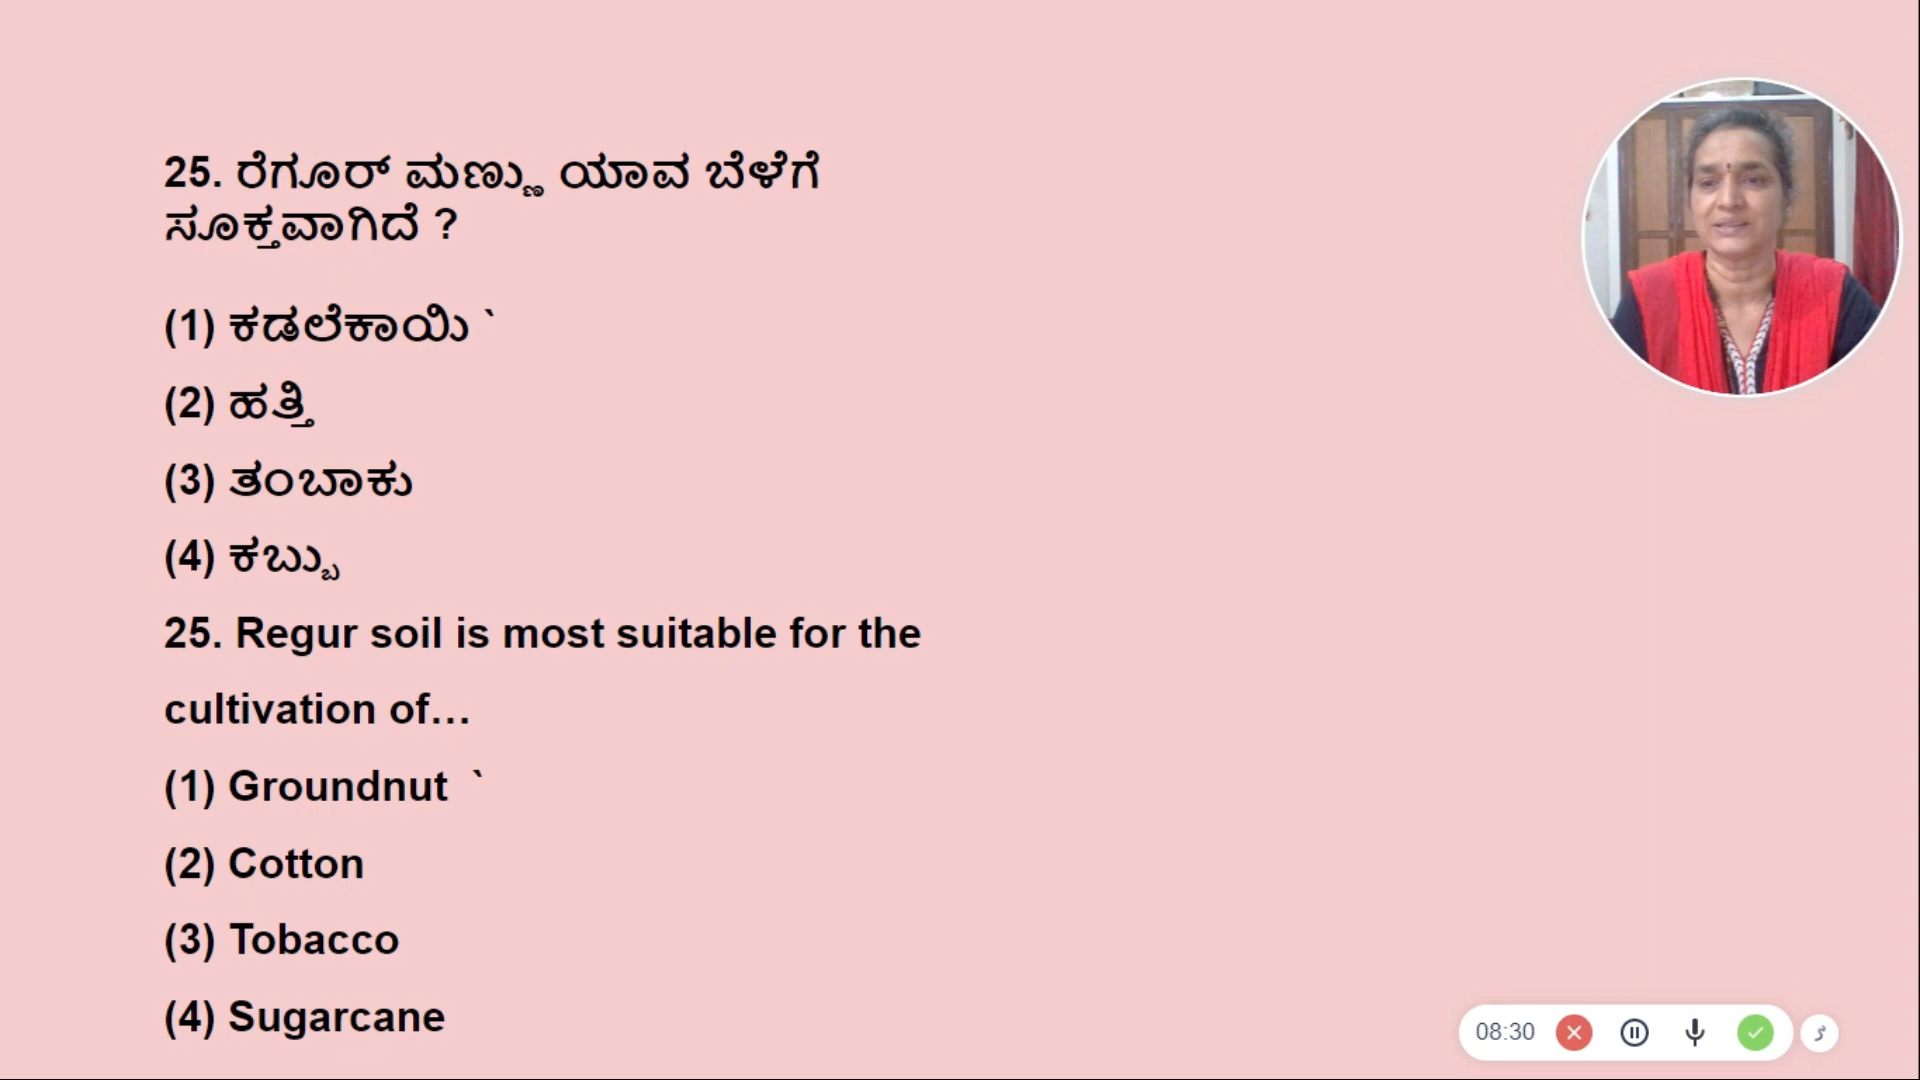 25. ರೆಗೂರ್ ಮಣ್ಣು ಯಾವ ಬೆಳೆಗೆ
ಸೂಕ್ತವಾಗಿದೆ ?
(1) ಕಡಲೆಕಾಯಿ `
(2) ಹತ್ತಿ
(3) ತಂಬಾಕು
(4) ಕಬ್ಬು
25. Regur soil is most suitable for the
cultivation of…
(1) Groundnut `
(2) Cotton
(3) Tobacco
(4) Sugarcane
08:30